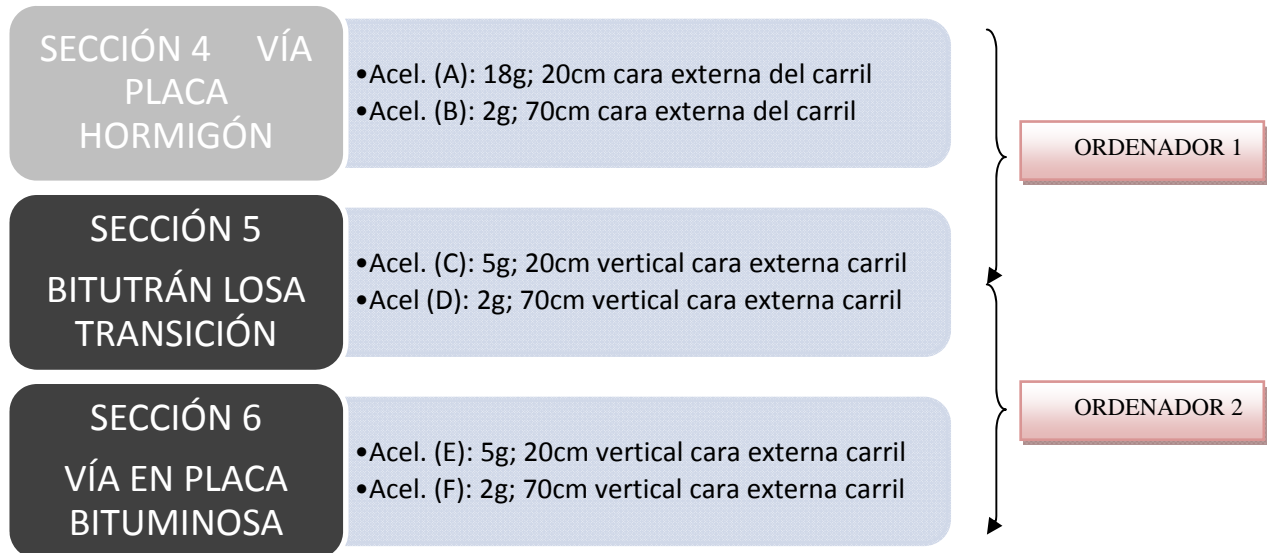 SECCIÓN 4 VÍA
PLACA
HORMIGÓN
•Acel. (A): 18g; 20cm cara externa del carril
•Acel. (B): 2g; 70cm cara externa del carril
ORDENADOR 1
SECCIÓN 5
BITUTRÁN LOSA
TRANSICIÓN
•Acel. (C): 5g; 20cm vertical cara externa carril
•Acel (D): 2g; 70cm vertical cara externa carril
ORDENADOR 2
SECCIÓN 6
VÍA EN PLACA
BITUMINOSA
•Acel. (E): 5g; 20cm vertical cara externa carril
•Acel. (F): 2g; 70cm vertical cara externa carril